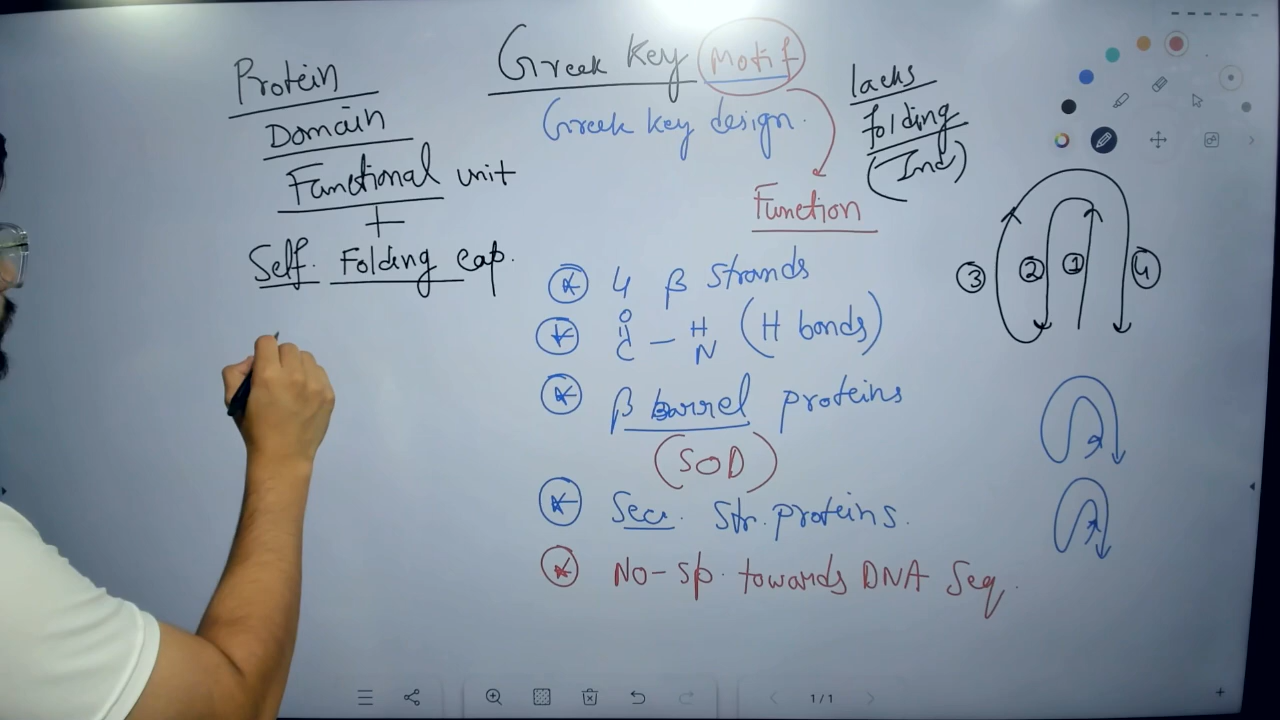 Protein
Domain
Functional unit
+
Self. Folding cap.
Greek Key Motif
Greek key design.
Function
lacks
folding
(Ind)
* 4 β strands
* O
C — H
N (H bonds)
* β barrel proteins
(SOD)
* Sec. Str. proteins.
* No-sp. towards DNA Seq.
3 2 1 4
1/1